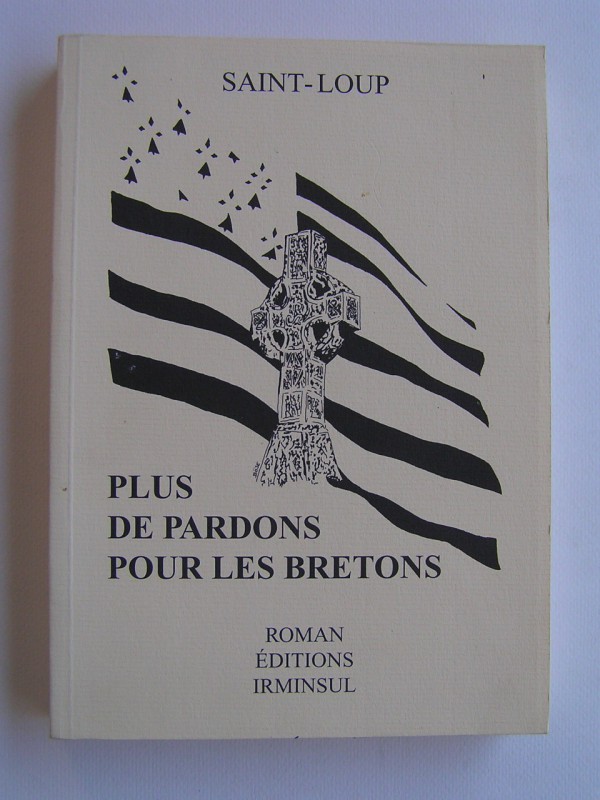 SAINT-LOUP
PLUS
DE PARDONS
POUR LES BRETONS
ROMAN
ÉDITIONS
IRMINSUL